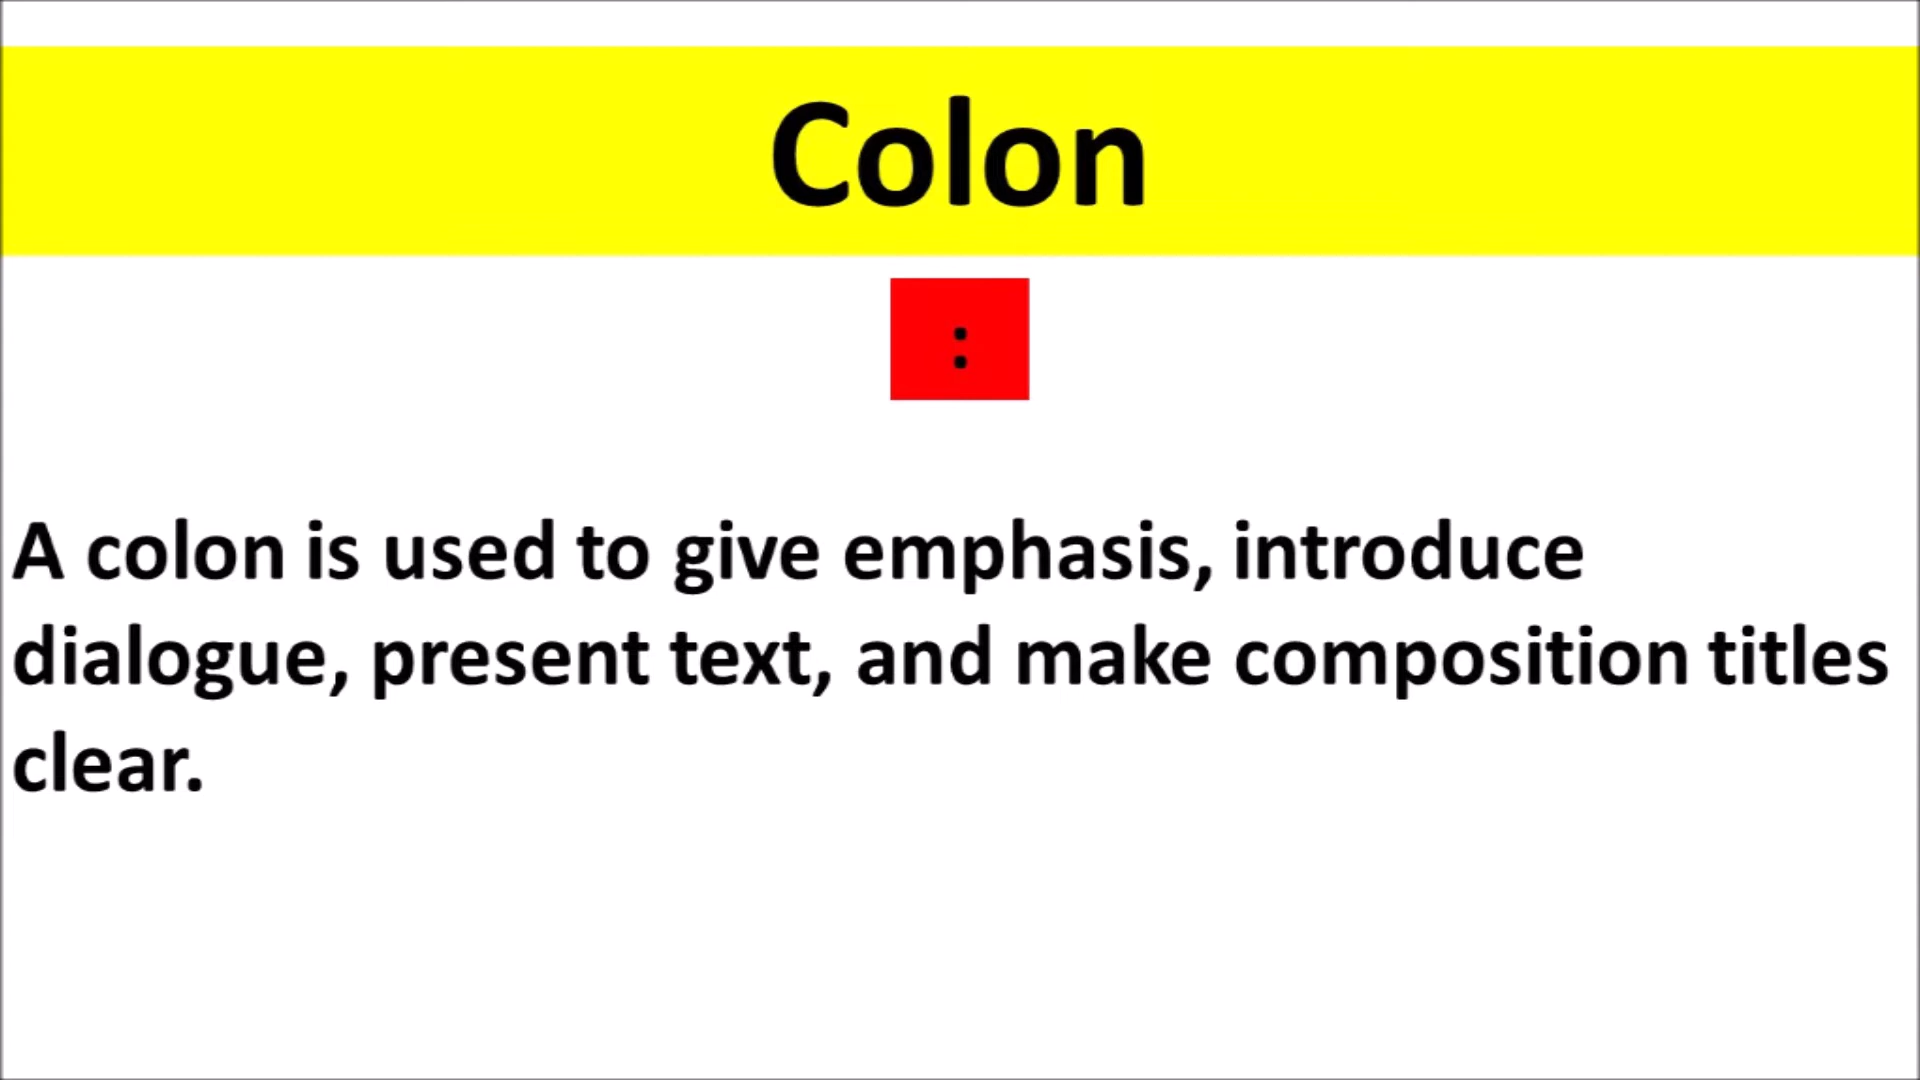 Colon
:
A colon is used to give emphasis, introduce
dialogue, present text, and make composition titles
clear.